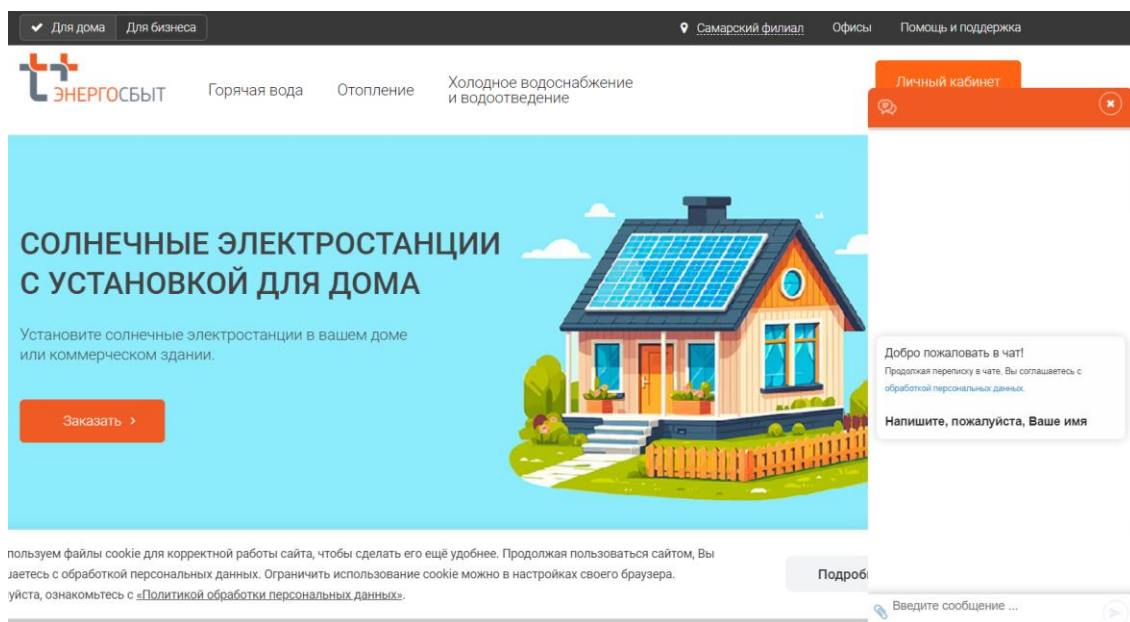 Для дома Для бизнеса
Самарский филиал Офисы Помощь и поддержка
ЭНЕРГОСБЫТ
Горячая вода Отопление Холодное водоснабжение
и водоотведение
Личный кабинет
СОЛНЕЧНЫЕ ЭЛЕКТРОСТАНЦИИ
С УСТАНОВКОЙ ДЛЯ ДОМА
Установите солнечные электростанции в вашем доме
или коммерческом здании.
Заказать
Добро пожаловать в чат!
Продолжая переписку в чате, Вы соглашаетесь с
обработкой персональных данных.
Напишите, пожалуйста, Ваше имя
пользуем файлы cookie для корректной работы сайта, чтобы сделать его ещё удобнее. Продолжая пользоваться сайтом, Вы
шаетесь с обработкой персональных данных. Ограничить использование cookie можно в настройках своего браузера.
уйста, ознакомьтесь с «Политикой обработки персональных данных».
Подроб
Введите сообщение ...